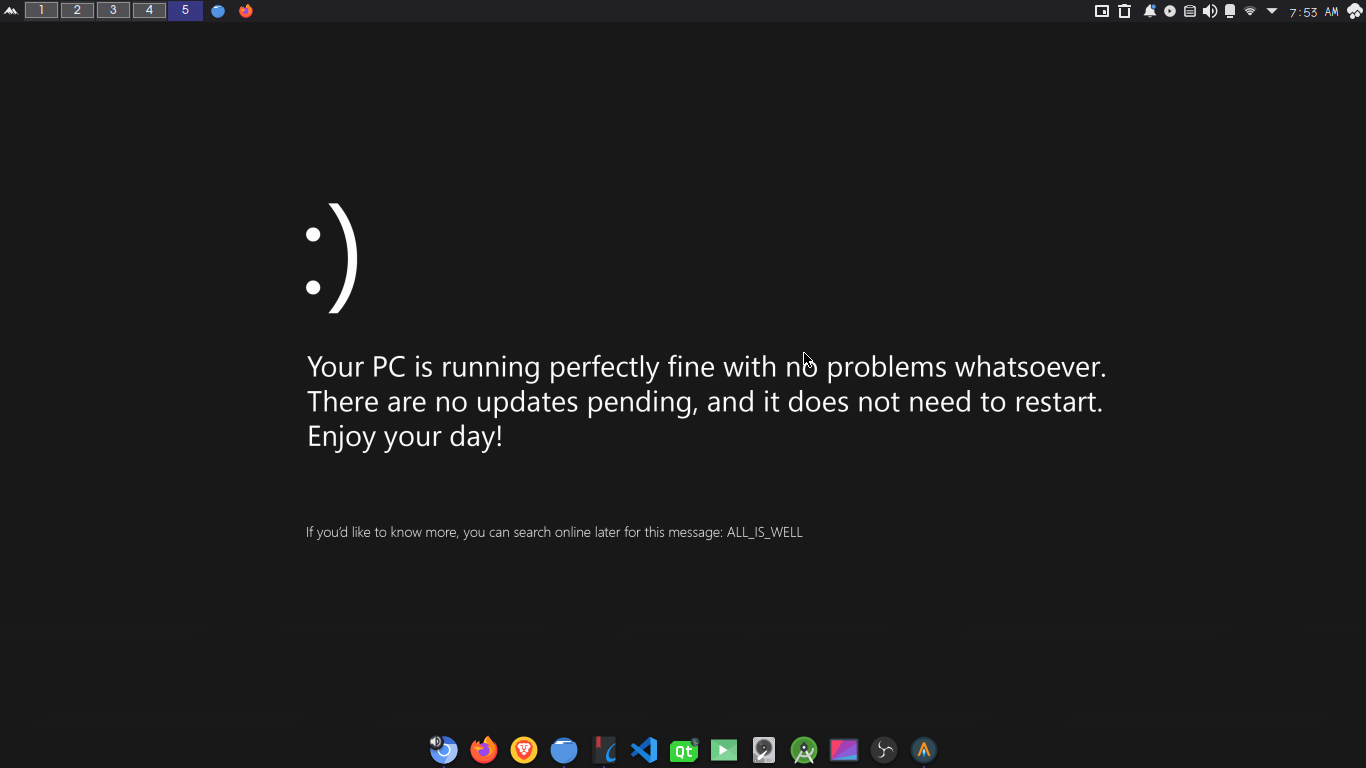 1 2 3 4 5 7:53 AM
:)
Your PC is running perfectly fine with no problems whatsoever.
There are no updates pending, and it does not need to restart.
Enjoy your day!
If you'd like to know more, you can search online later for this message: ALL_IS_WELL
Qt